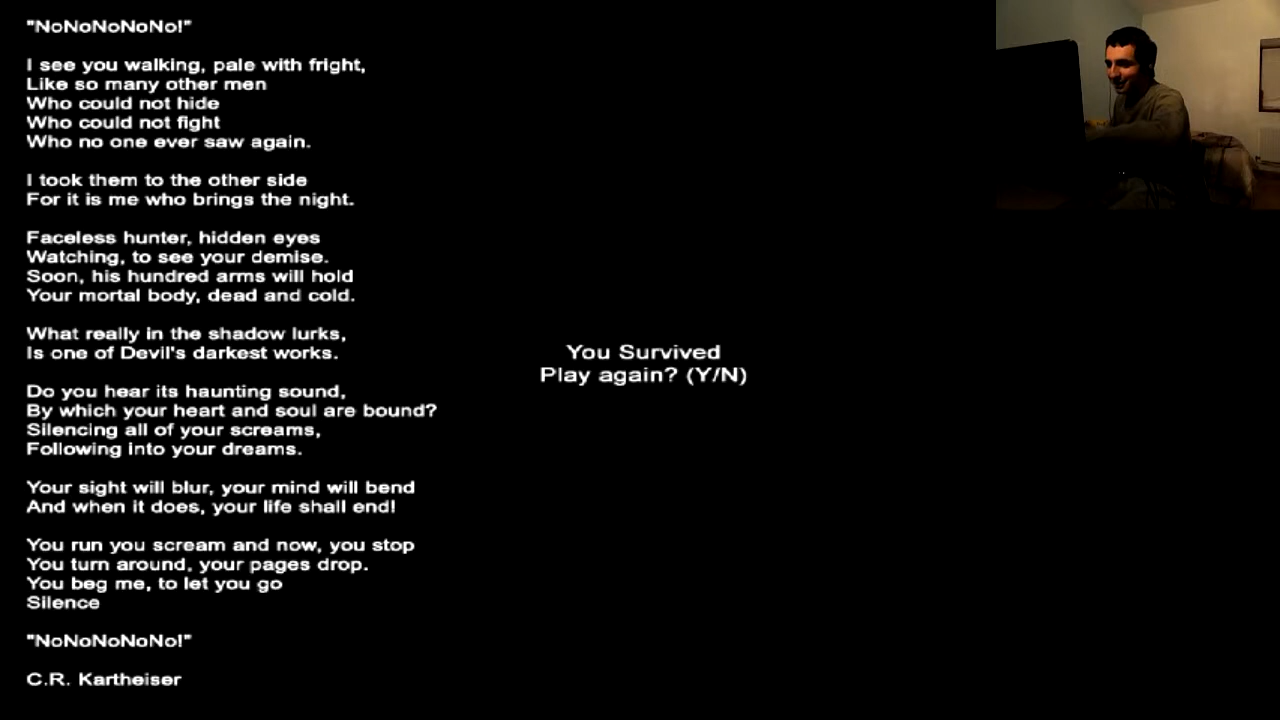 "NoNoNoNoNo!"
I see you walking, pale with fright,
Like so many other men
Who could not hide
Who could not fight
Who no one ever saw again.
I took them to the other side
For it is me who brings the night.
Faceless hunter, hidden eyes
Watching, to see your demise.
Soon, his hundred arms will hold
Your mortal body, dead and cold.
What really in the shadow lurks,
Is one of Devil's darkest works.
Do you hear its haunting sound,
By which your heart and soul are bound?
Silencing all of your screams,
Following into your dreams.
Your sight will blur, your mind will bend
And when it does, your life shall end!
You run you scream and now, you stop
You turn around, your pages drop.
You beg me, to let you go
Silence
"NoNoNoNoNo!"
C.R. Kartheiser
You Survived
Play again? (Y/N)